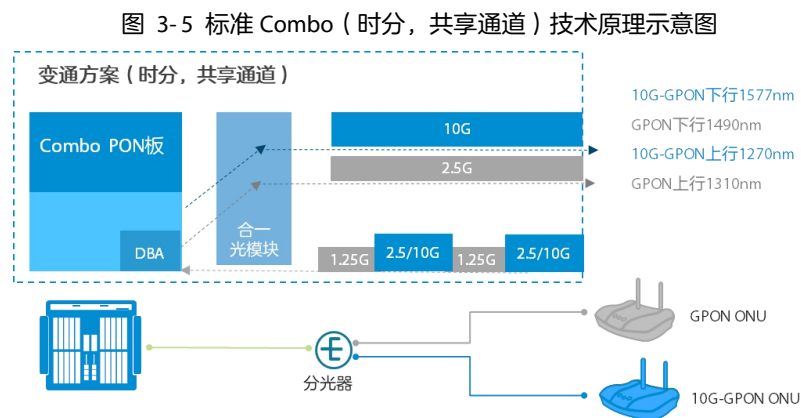 图 3-5 标准 Combo（时分，共享通道）技术原理示意图
变通方案（时分，共享通道）
10G-GPON下行1577nm
GPON下行1490nm
10G-GPON上行1270nm
GPON上行1310nm
Combo PON板
10G
2.5G
合一
光模块
DBA
1.25G
2.5/10G
1.25G
2.5/10G
GPON ONU
分光器
10G-GPON ONU